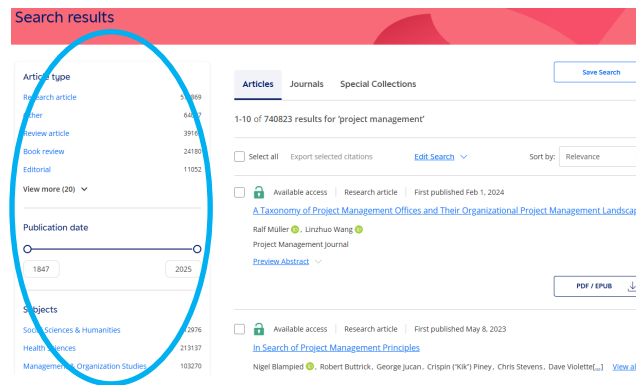 Search results
Article type
Research article
Other
Review article
39163
Book review
24180
Editorial
11052
View more (20)
Publication date
1847
2025
Subjects
Social Sciences & Humanities
Health Sciences
213137
Management & Organization Studies
103270
Save Search
Articles
Journals
Special Collections
1-10 of 740823 results for 'project management'
Select all
Export selected citations
Edit Search
Sort by:
Relevance
Available access | Research article | First published Feb 1, 2024
A Taxonomy of Project Management Offices and Their Organizational Project Management Landscap
Ralf Müller iD, Linzhuo Wang iD
Project Management Journal
Preview Abstract
PDF / EPUB
Available access | Research article | First published May 8, 2023
In Search of Project Management Principles
Nigel Blampied iD, Robert Buttrick, George Jucan, Crispin ("Kik") Piney, Chris Stevens, Dave Violette[...] View al